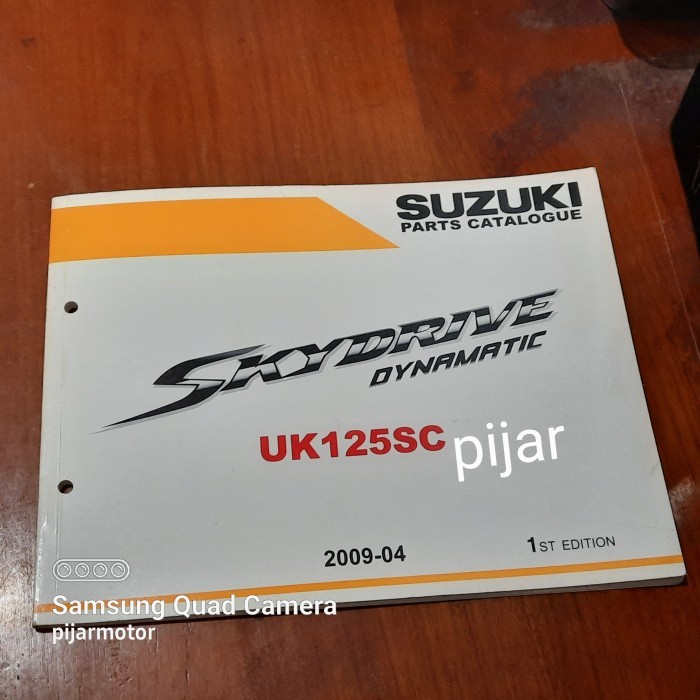 SUZUKI
PARTS CATALOGUE
SKYDRIVE
DYNAMATIC
UK125SC
pijar
2009-04
1ST EDITION
Samsung Quad Camera
pijarmotor